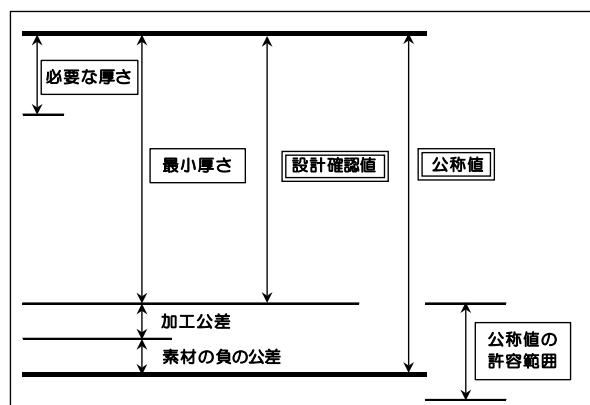 必要な厚さ
最小厚さ
設計確認値
公称値
加工公差
素材の負の公差
公称値の
許容範囲